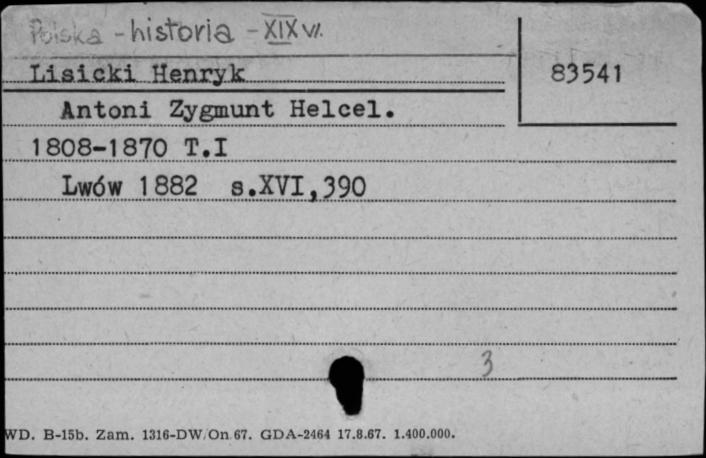 Polska - historia - XIX w.
Lisicki Henryk
83541
Antoni Zygmunt Helcel.
1808-1870 T.I
Lwów 1882 s.XVI,390
3
WD. B-15b. Zam. 1316-DW/On 67. GDA-2464 17.8.67. 1.400.000.